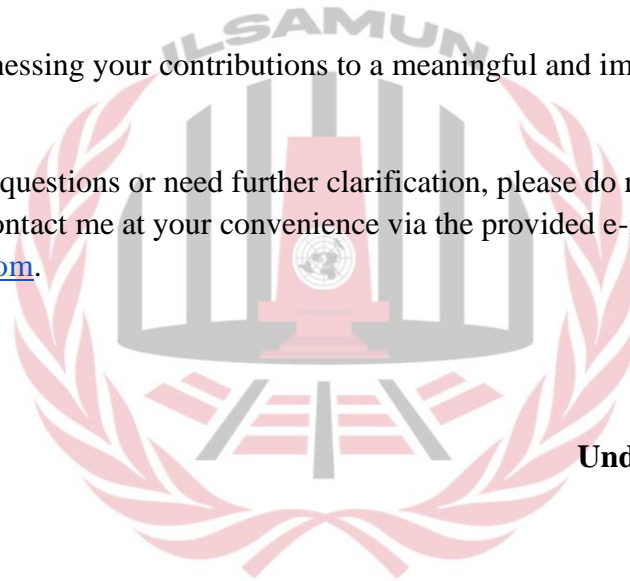 ILSAMUN
nessing your contributions to a meaningful and im
questions or need further clarification, please do
ontact me at your convenience via the provided e-
om.
Und